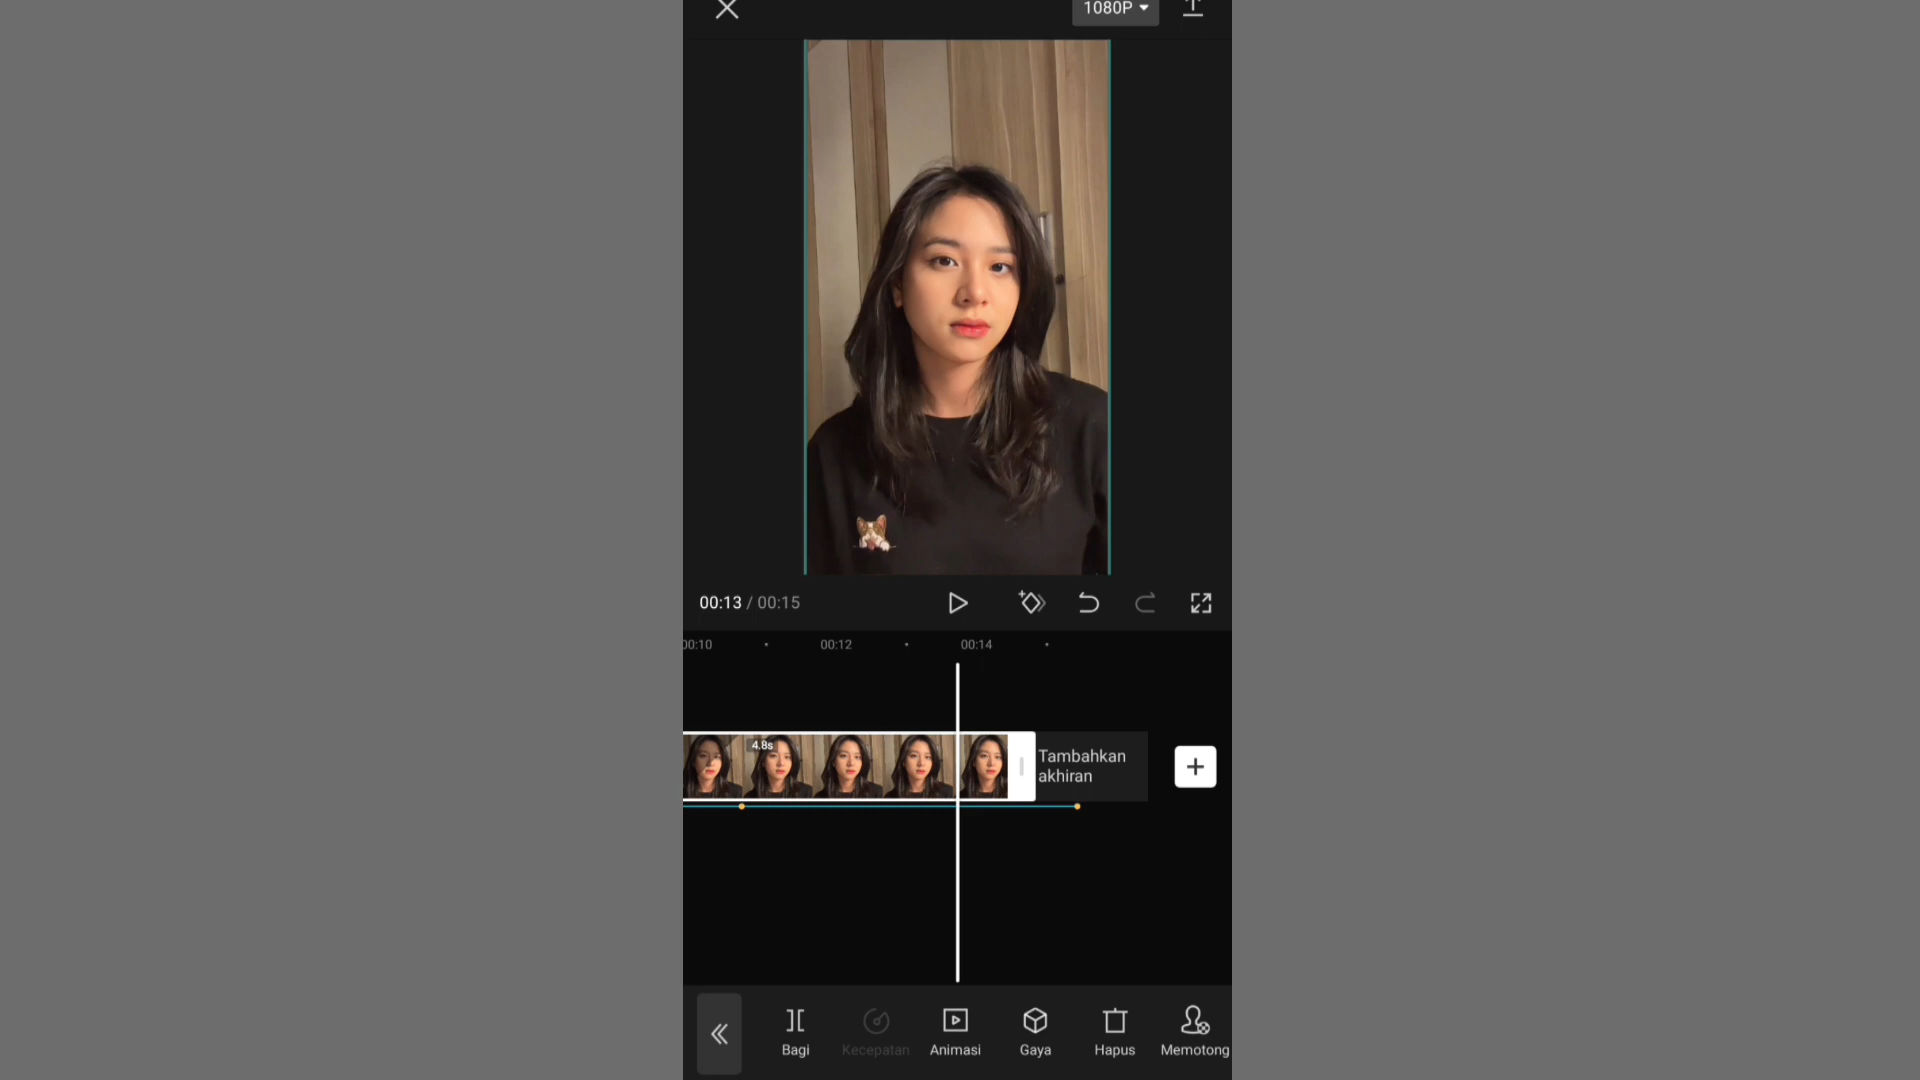 1080P
00:13 / 00:15
00:10
00:12
00:14
4.8s
Tambahkan
akhiran
Bagi
Kecepatan
Animasi
Gaya
Hapus
Memotong